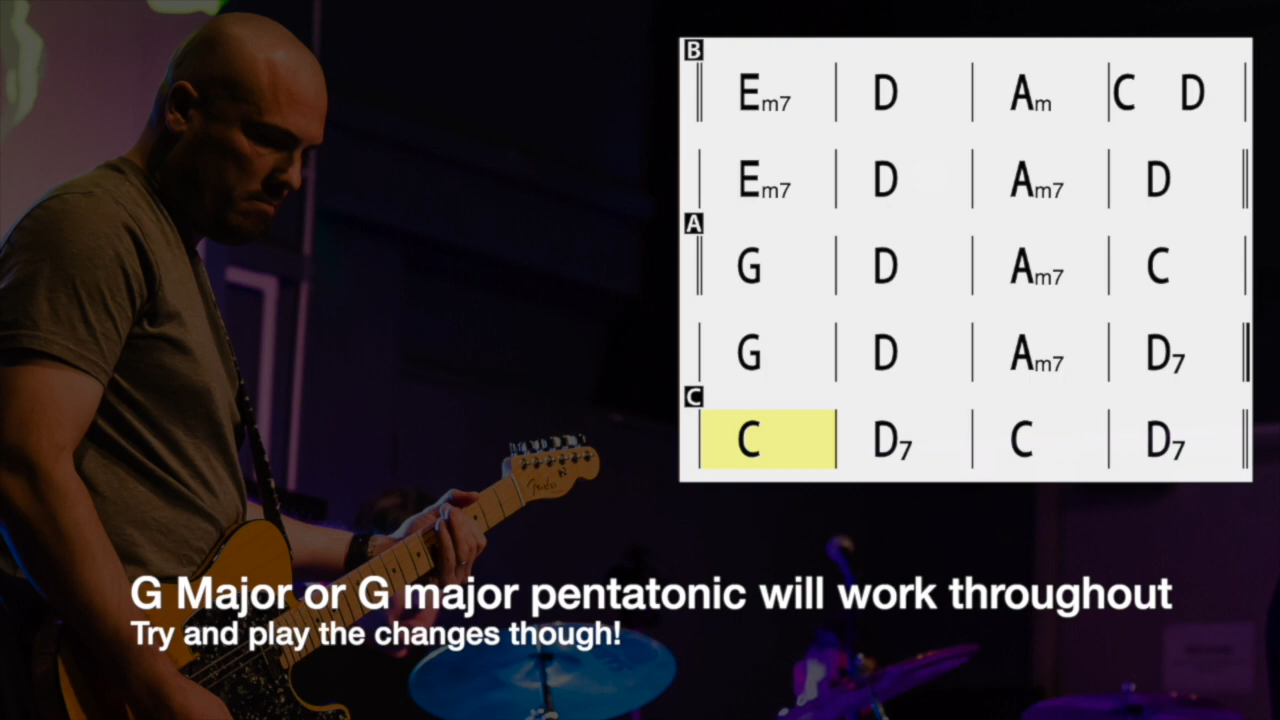 B
Em7 D Am C D
Em7 D Am7 D
A
G D Am7 C
G D Am7 D7
C
C D7 C D7
Fender
G Major or G major pentatonic will work throughout
Try and play the changes though!